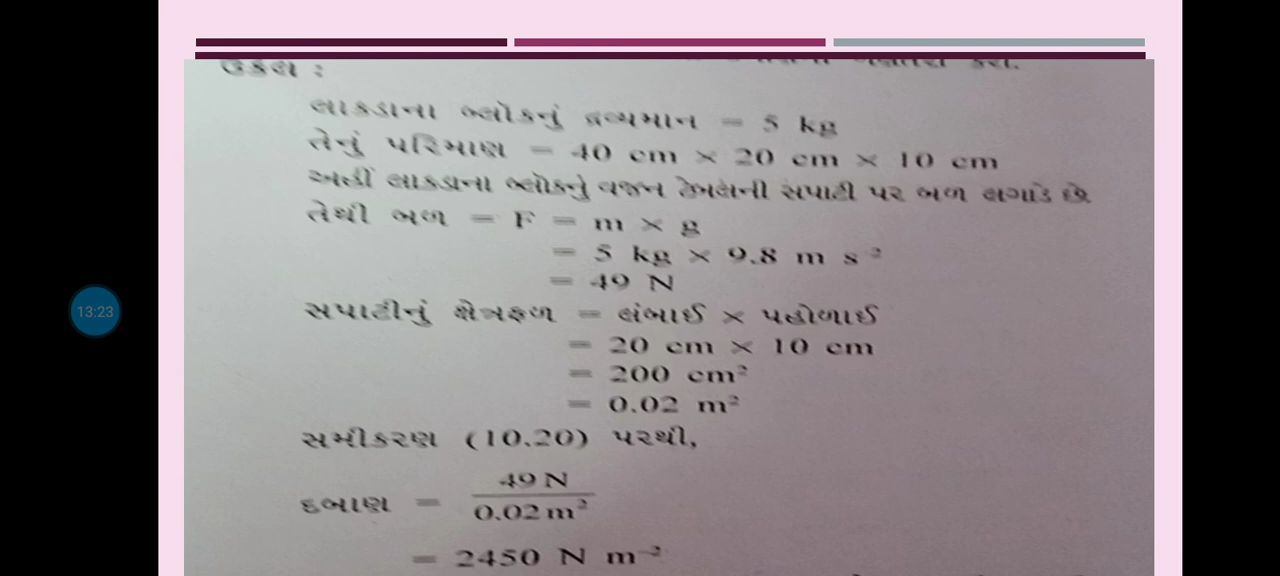 ઉકેલ :
લાકડાના બ્લૉકનું દ્રવ્યમાન = 5 kg
તેનું પરિમાણ = 40 cm × 20 cm × 10 cm
અહીં લાકડાના બ્લૉકનું વજન ટેબલની સપાટી પર બળ લગાડે છે
તેથી બળ = F = m × g
= 5 kg × 9.8 m s⁻²
= 49 N
13:23
સપાટીનું ક્ષેત્રફળ = લંબાઈ × પહોળાઈ
= 20 cm × 10 cm
= 200 cm²
= 0.02 m²
સમીકરણ (10.20) પરથી,
દબાણ = 49 N / 0.02 m²
= 2450 N m⁻²